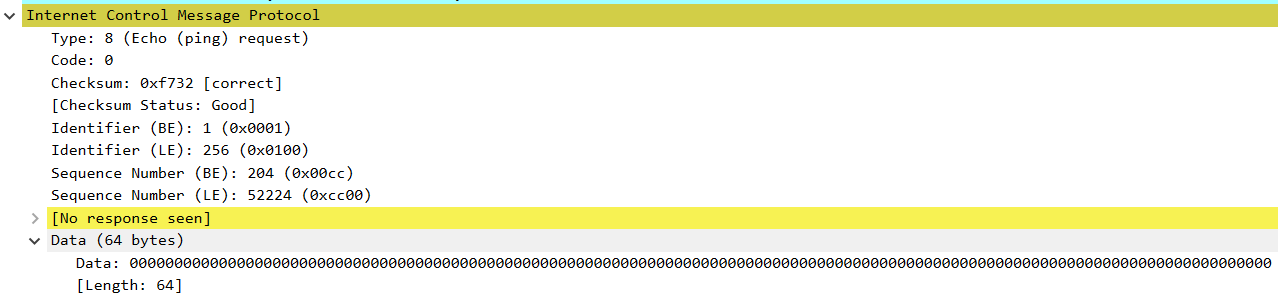 Internet Control Message Protocol
Type: 8 (Echo (ping) request)
Code: 0
Checksum: 0xf732 [correct]
[Checksum Status: Good]
Identifier (BE): 1 (0x0001)
Identifier (LE): 256 (0x0100)
Sequence Number (BE): 204 (0x00cc)
Sequence Number (LE): 52224 (0xcc00)
[No response seen]
Data (64 bytes)
Data: 00000000000000000000000000000000000000000000000000000000000000000000000000000000000000000000000000000000000000000000000000000000
[Length: 64]